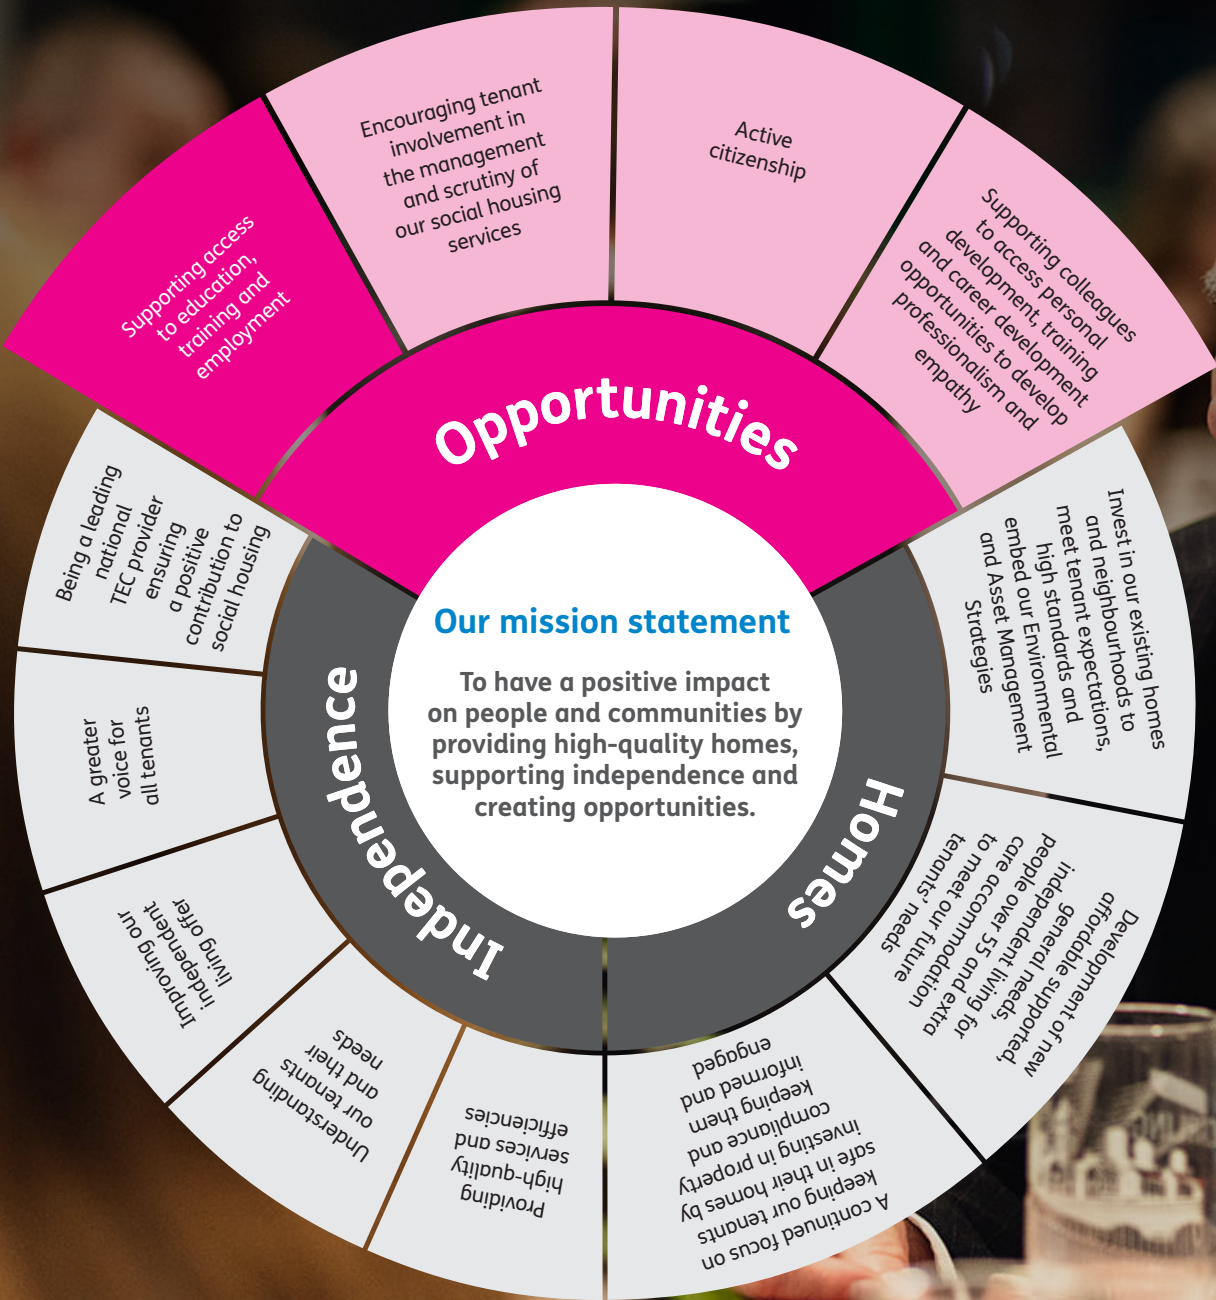 Our mission statement
To have a positive impact
on people and communities by
providing high-quality homes,
supporting independence and
creating opportunities.
Opportunities
Supporting access
to education,
training and
employment
Encouraging tenant
involvement in
the management
and scrutiny of
our social housing
services
Active
citizenship
Supporting colleagues
to access personal
development, training
and career development
opportunities to develop
professionalism and
empathy
Homes
Invest in our existing homes
and neighbourhoods to
meet tenant expectations,
high standards and
embed our Environmental
and Asset Management
Strategies
Development of new
affordable supported,
general needs,
independent living for
people over 55 and extra
care accommodation
to meet our future
tenants' needs
A continued focus on
keeping our tenants
safe in their homes by
investing in property
compliance and
keeping them
informed and
engaged
Independence
Providing
high-quality
services and
efficiencies
Understanding
our tenants
and their
needs
Improving our
independent
living offer
A greater
voice for
all tenants
Being a leading
national
TEC provider
ensuring
a positive
contribution to
social housing